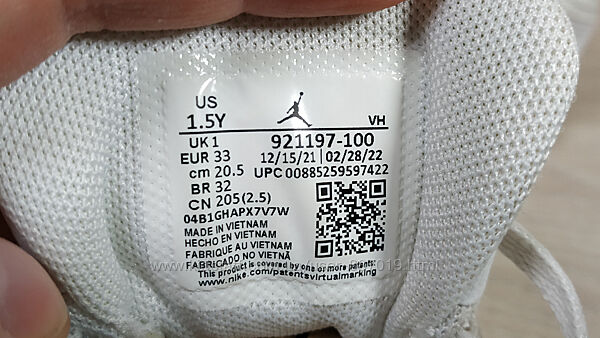 US
1.5Y VH
UK 1 921197-100
EUR 33 12/15/21 | 02/28/22
cm 20.5 UPC 00885259597422
BR 32
CN 205(2.5)
04B1GHAPX7V7W
MADE IN VIETNAM
HECHO EN VIETNAM
FABRIQUE AU VIETNAM
FABRICADO NO VIETNÃ
This product is covered by one or more patents:
www.nike.com/patentsvirtualmarking